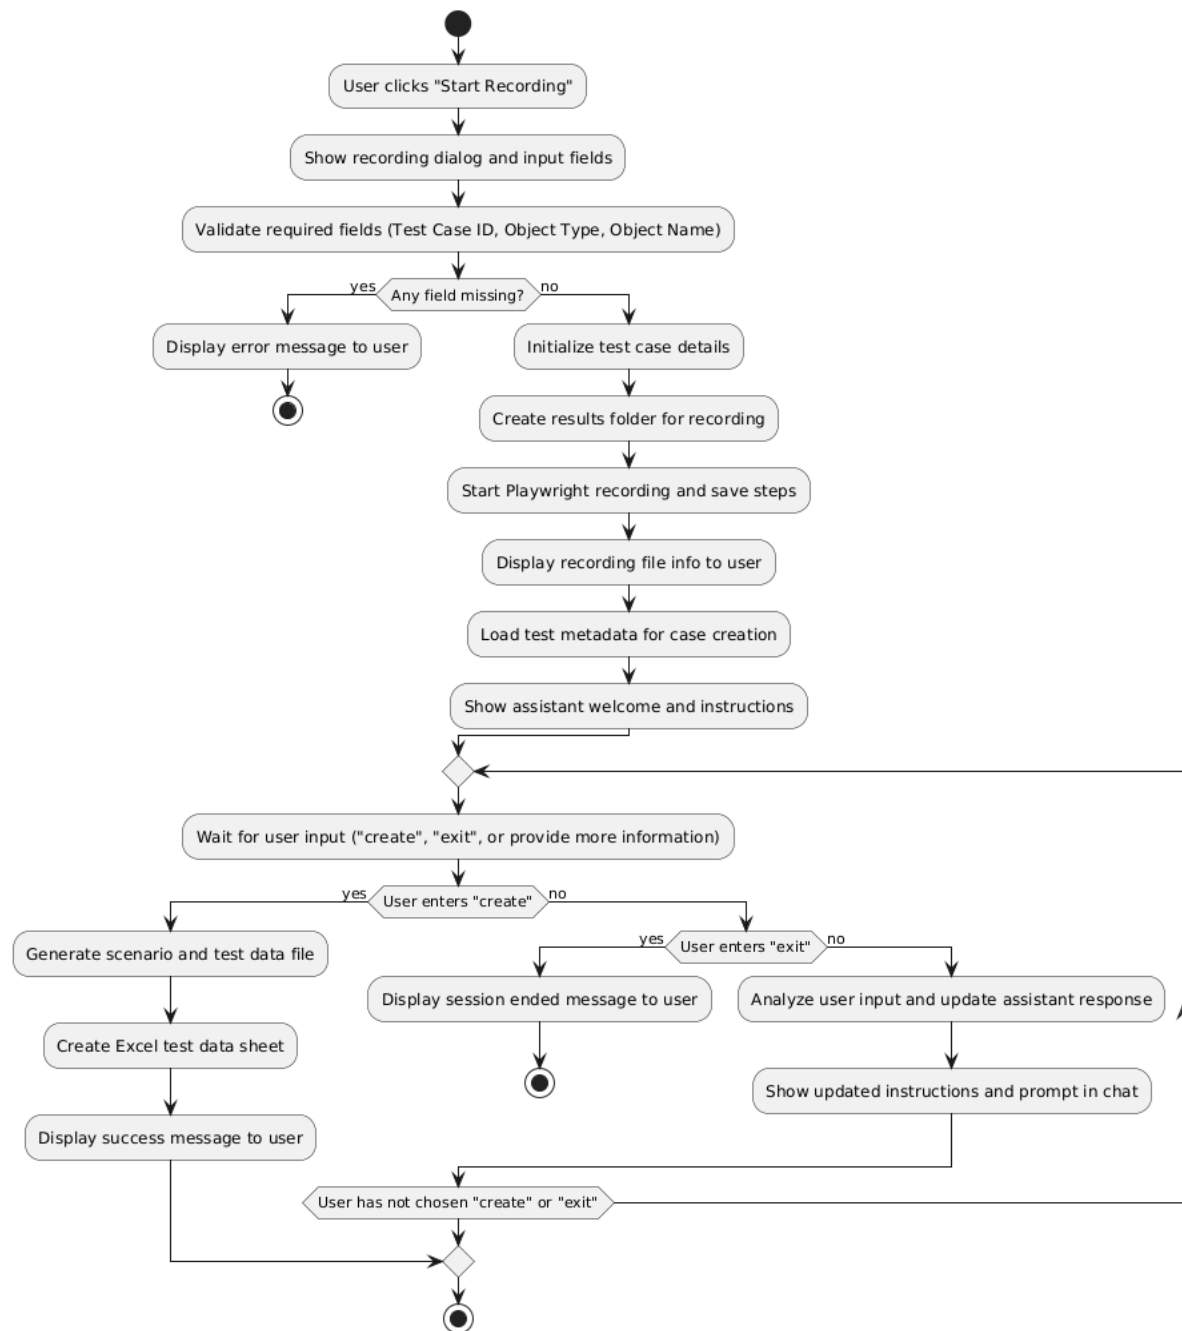 User clicks "Start Recording"
Show recording dialog and input fields
Validate required fields (Test Case ID, Object Type, Object Name)
yes
Any field missing?
no
Display error message to user
Initialize test case details
Create results folder for recording
Start Playwright recording and save steps
Display recording file info to user
Load test metadata for case creation
Show assistant welcome and instructions
Wait for user input ("create", "exit", or provide more information)
yes
User enters "create"
no
Generate scenario and test data file
yes
User enters "exit"
no
Display session ended message to user
Analyze user input and update assistant response
Create Excel test data sheet
Show updated instructions and prompt in chat
Display success message to user
User has not chosen "create" or "exit"